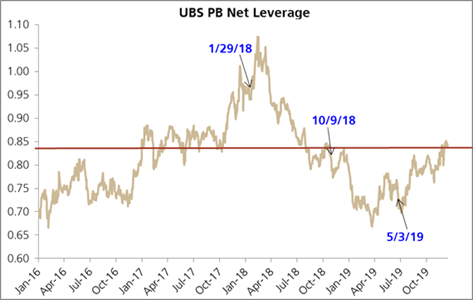 UBS PB Net Leverage
1.10
1.05
1.00
0.95
0.90
0.85
0.80
0.75
0.70
0.65
0.60
1/29/18
10/9/18
5/3/19
Jan-16
Apr-16
Jul-16
Oct-16
Jan-17
Apr-17
Jul-17
Oct-17
Jan-18
Apr-18
Jul-18
Oct-18
Jan-19
Apr-19
Jul-19
Oct-19